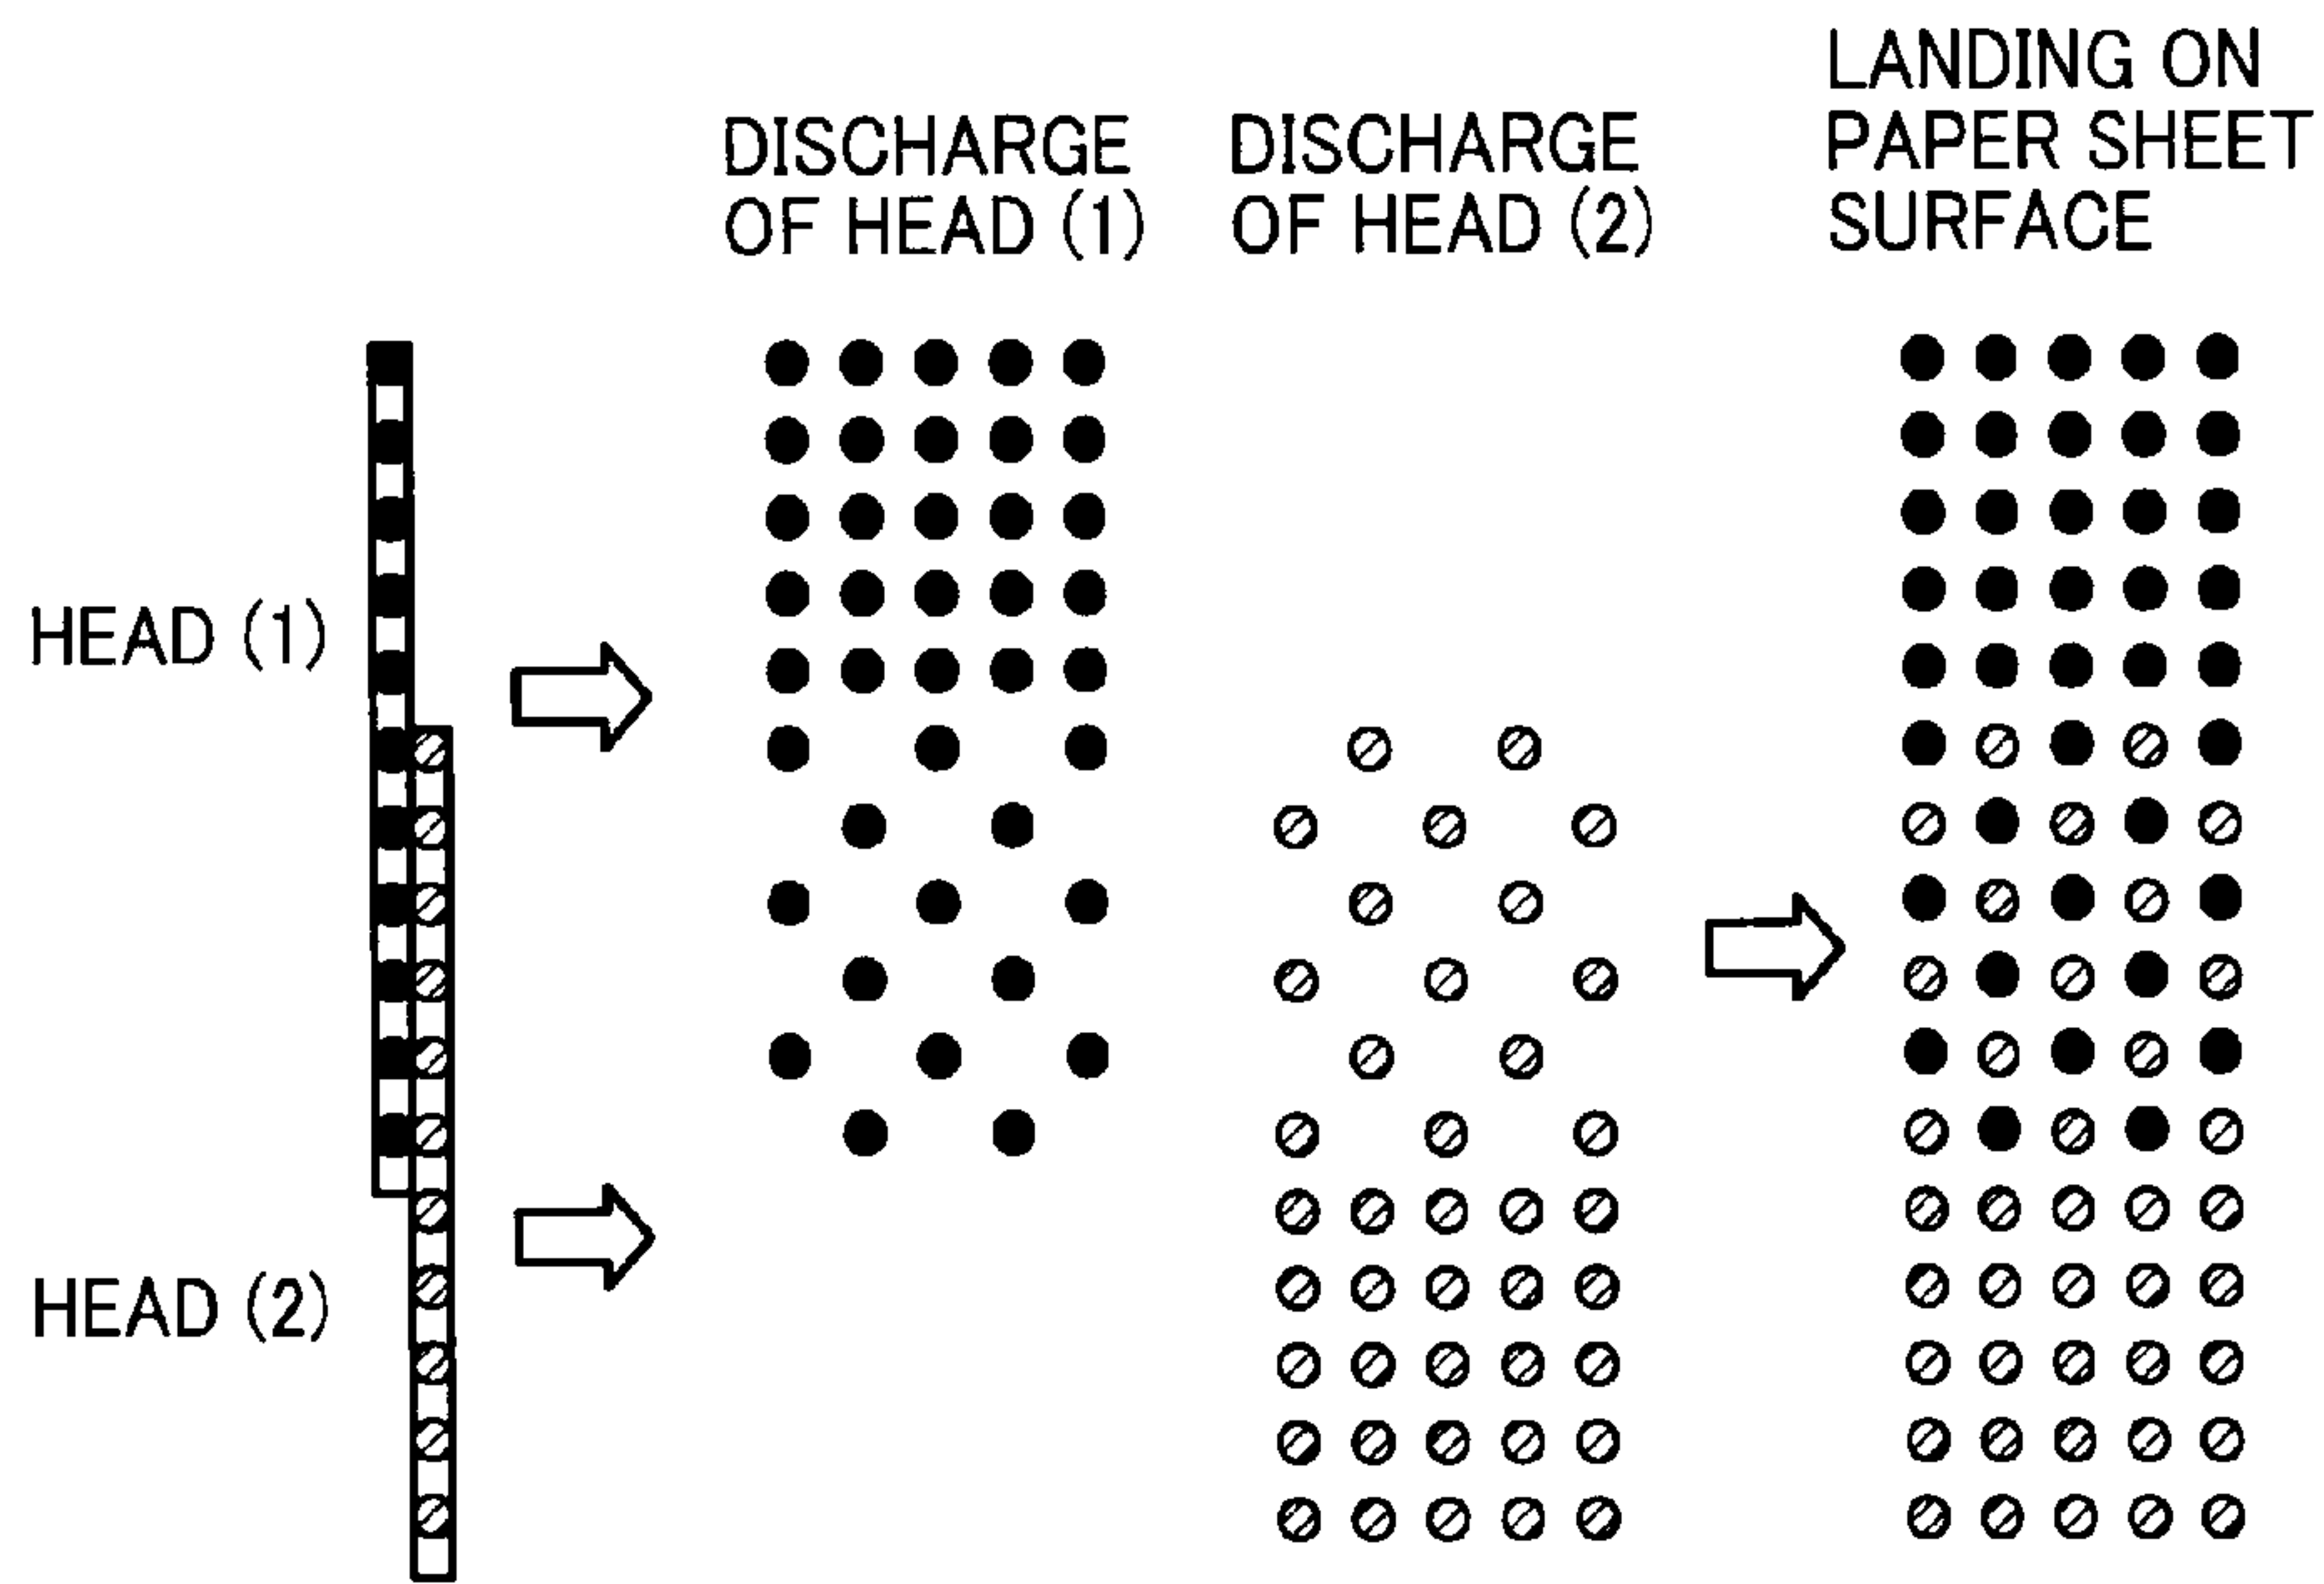 DISCHARGE
OF HEAD (1)
DISCHARGE
OF HEAD (2)
LANDING ON
PAPER SHEET
SURFACE
HEAD (1)
HEAD (2)